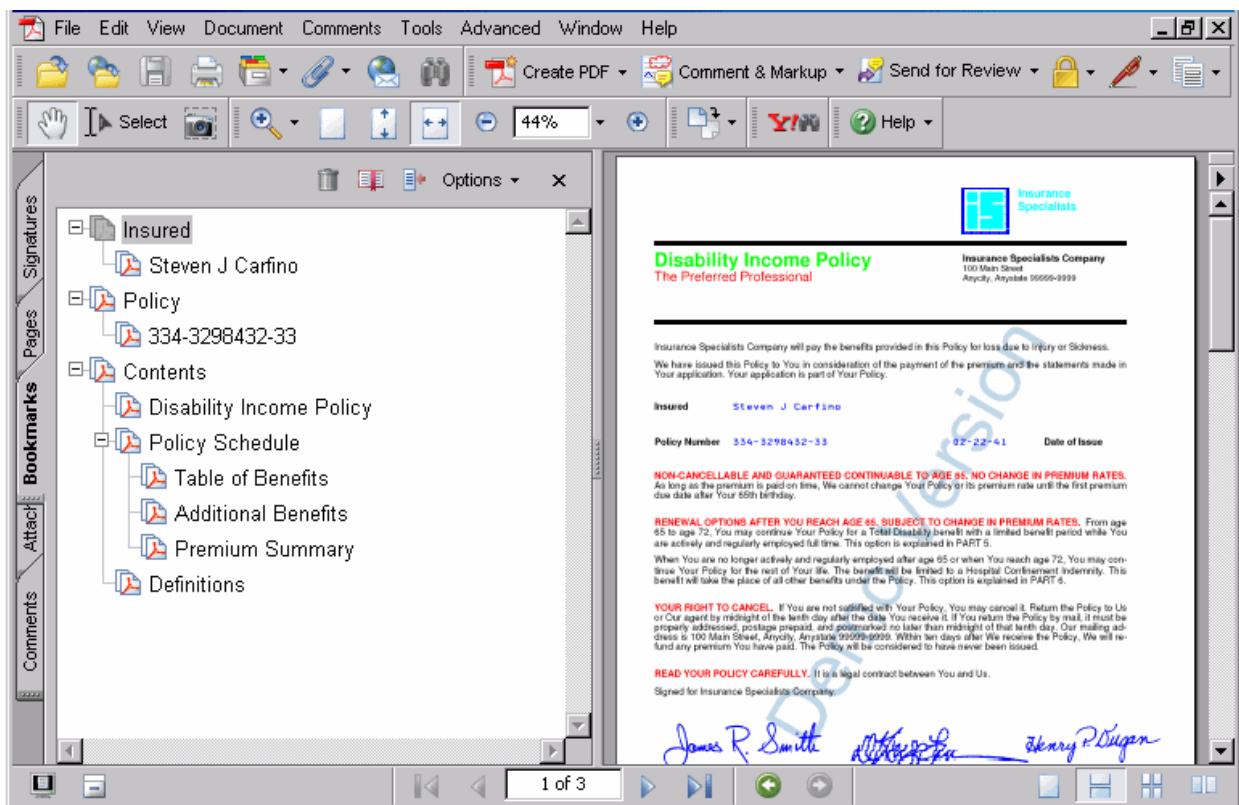 File Edit View Document Comments Tools Advanced Window Help
Create PDF Comment & Markup Send for Review
Select 44% Y! Help
Signatures
Pages
Bookmarks
Attach
Comments
Options x
Insured
Steven J Carfino
Policy
334-3298432-33
Contents
Disability Income Policy
Policy Schedule
Table of Benefits
Additional Benefits
Premium Summary
Definitions
is Insurance
Specialists
Disability Income Policy
The Preferred Professional
Insurance Specialists Company
100 Main Street
Anycity, Anystate 99999-9999
Insurance Specialists Company will pay the benefits provided in this Policy for loss due to Injury or Sickness.
We have issued this Policy to You in consideration of the payment of the premium and the statements made in
Your application. Your application is part of Your Policy.
Insured Steven J Carfino
Policy Number 334-3298432-33 02-22-41 Date of Issue
NON-CANCELLABLE AND GUARANTEED CONTINUABLE TO AGE 65. NO CHANGE IN PREMIUM RATES.
As long as the premium is paid on time, We cannot change Your Policy or its premium rate until the first premium
due date after Your 65th birthday.
RENEWAL OPTIONS AFTER YOU REACH AGE 65, SUBJECT TO CHANGE IN PREMIUM RATES. From age
65 to age 72, You may continue Your Policy for a Total Disability benefit with a limited benefit period while You
are actively and regularly employed full time. This option is explained in PART 5.
When You are no longer actively and regularly employed after age 65 or when You reach age 72, You may con-
tinue Your Policy for the rest of Your life. The benefit will be limited to a Hospital Confinement Indemnity. This
benefit will take the place of all other benefits under the Policy. This option is explained in PART 6.
YOUR RIGHT TO CANCEL. If You are not satisfied with Your Policy, You may cancel it. Return the Policy to Us
or Our agent by midnight of the tenth day after the date You receive it. If You return the Policy by mail, it must be
properly addressed, postage prepaid, and postmarked no later than midnight of that tenth day. Our mailing ad-
dress is 100 Main Street, Anycity, Anystate 99999-9999. Within ten days after We receive the Policy, We will re-
fund any premium You have paid. The Policy will be considered to have never been issued.
READ YOUR POLICY CAREFULLY. It is a legal contract between You and Us.
Signed for Insurance Specialists Company,
James R. Smith Henry P. Dugan
Demo Version
1 of 3